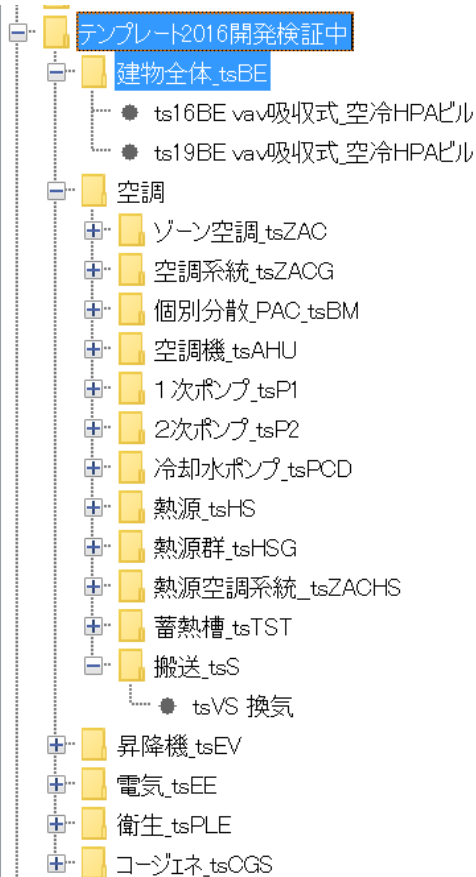 テンプレート2016開発検証中
建物全体_tsBE
ts16BE vav吸収式_空冷HPAビル
ts19BE vav吸収式_空冷HPAビル
空調
ゾーン空調_tsZAC
空調系統_tsZACG
個別分散_PAC_tsBM
空調機_tsAHU
1次ポンプ_tsP1
2次ポンプ_tsP2
冷却水ポンプ_tsPCD
熱源_tsHS
熱源群_tsHSG
熱源空調系統_tsZACHS
蓄熱槽_tsTST
搬送_tsS
tsVS 換気
昇降機_tsEV
電気_tsEE
衛生_tsPLE
コージェネ_tsCGS